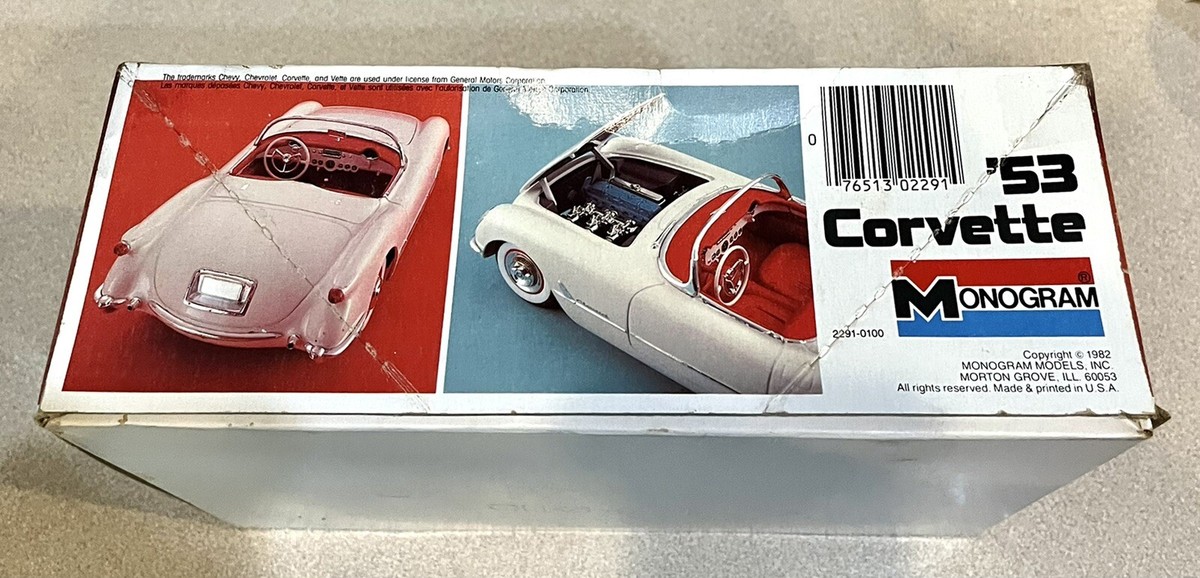 The trademarks Chevy, Chevrolet, Corvette, and Vette are used under license from General Motors Corporation
Les marques déposées Chevy, Chevrolet, Corvette, et Vette sont utilisées avec l'autorisation de General Motors Corporation.
0
76513 02291
'53
Corvette
MONOGRAM®
2291-0100
Copyright © 1982
MONOGRAM MODELS, INC.
MORTON GROVE, ILL. 60053
All rights reserved. Made & printed in U.S.A.